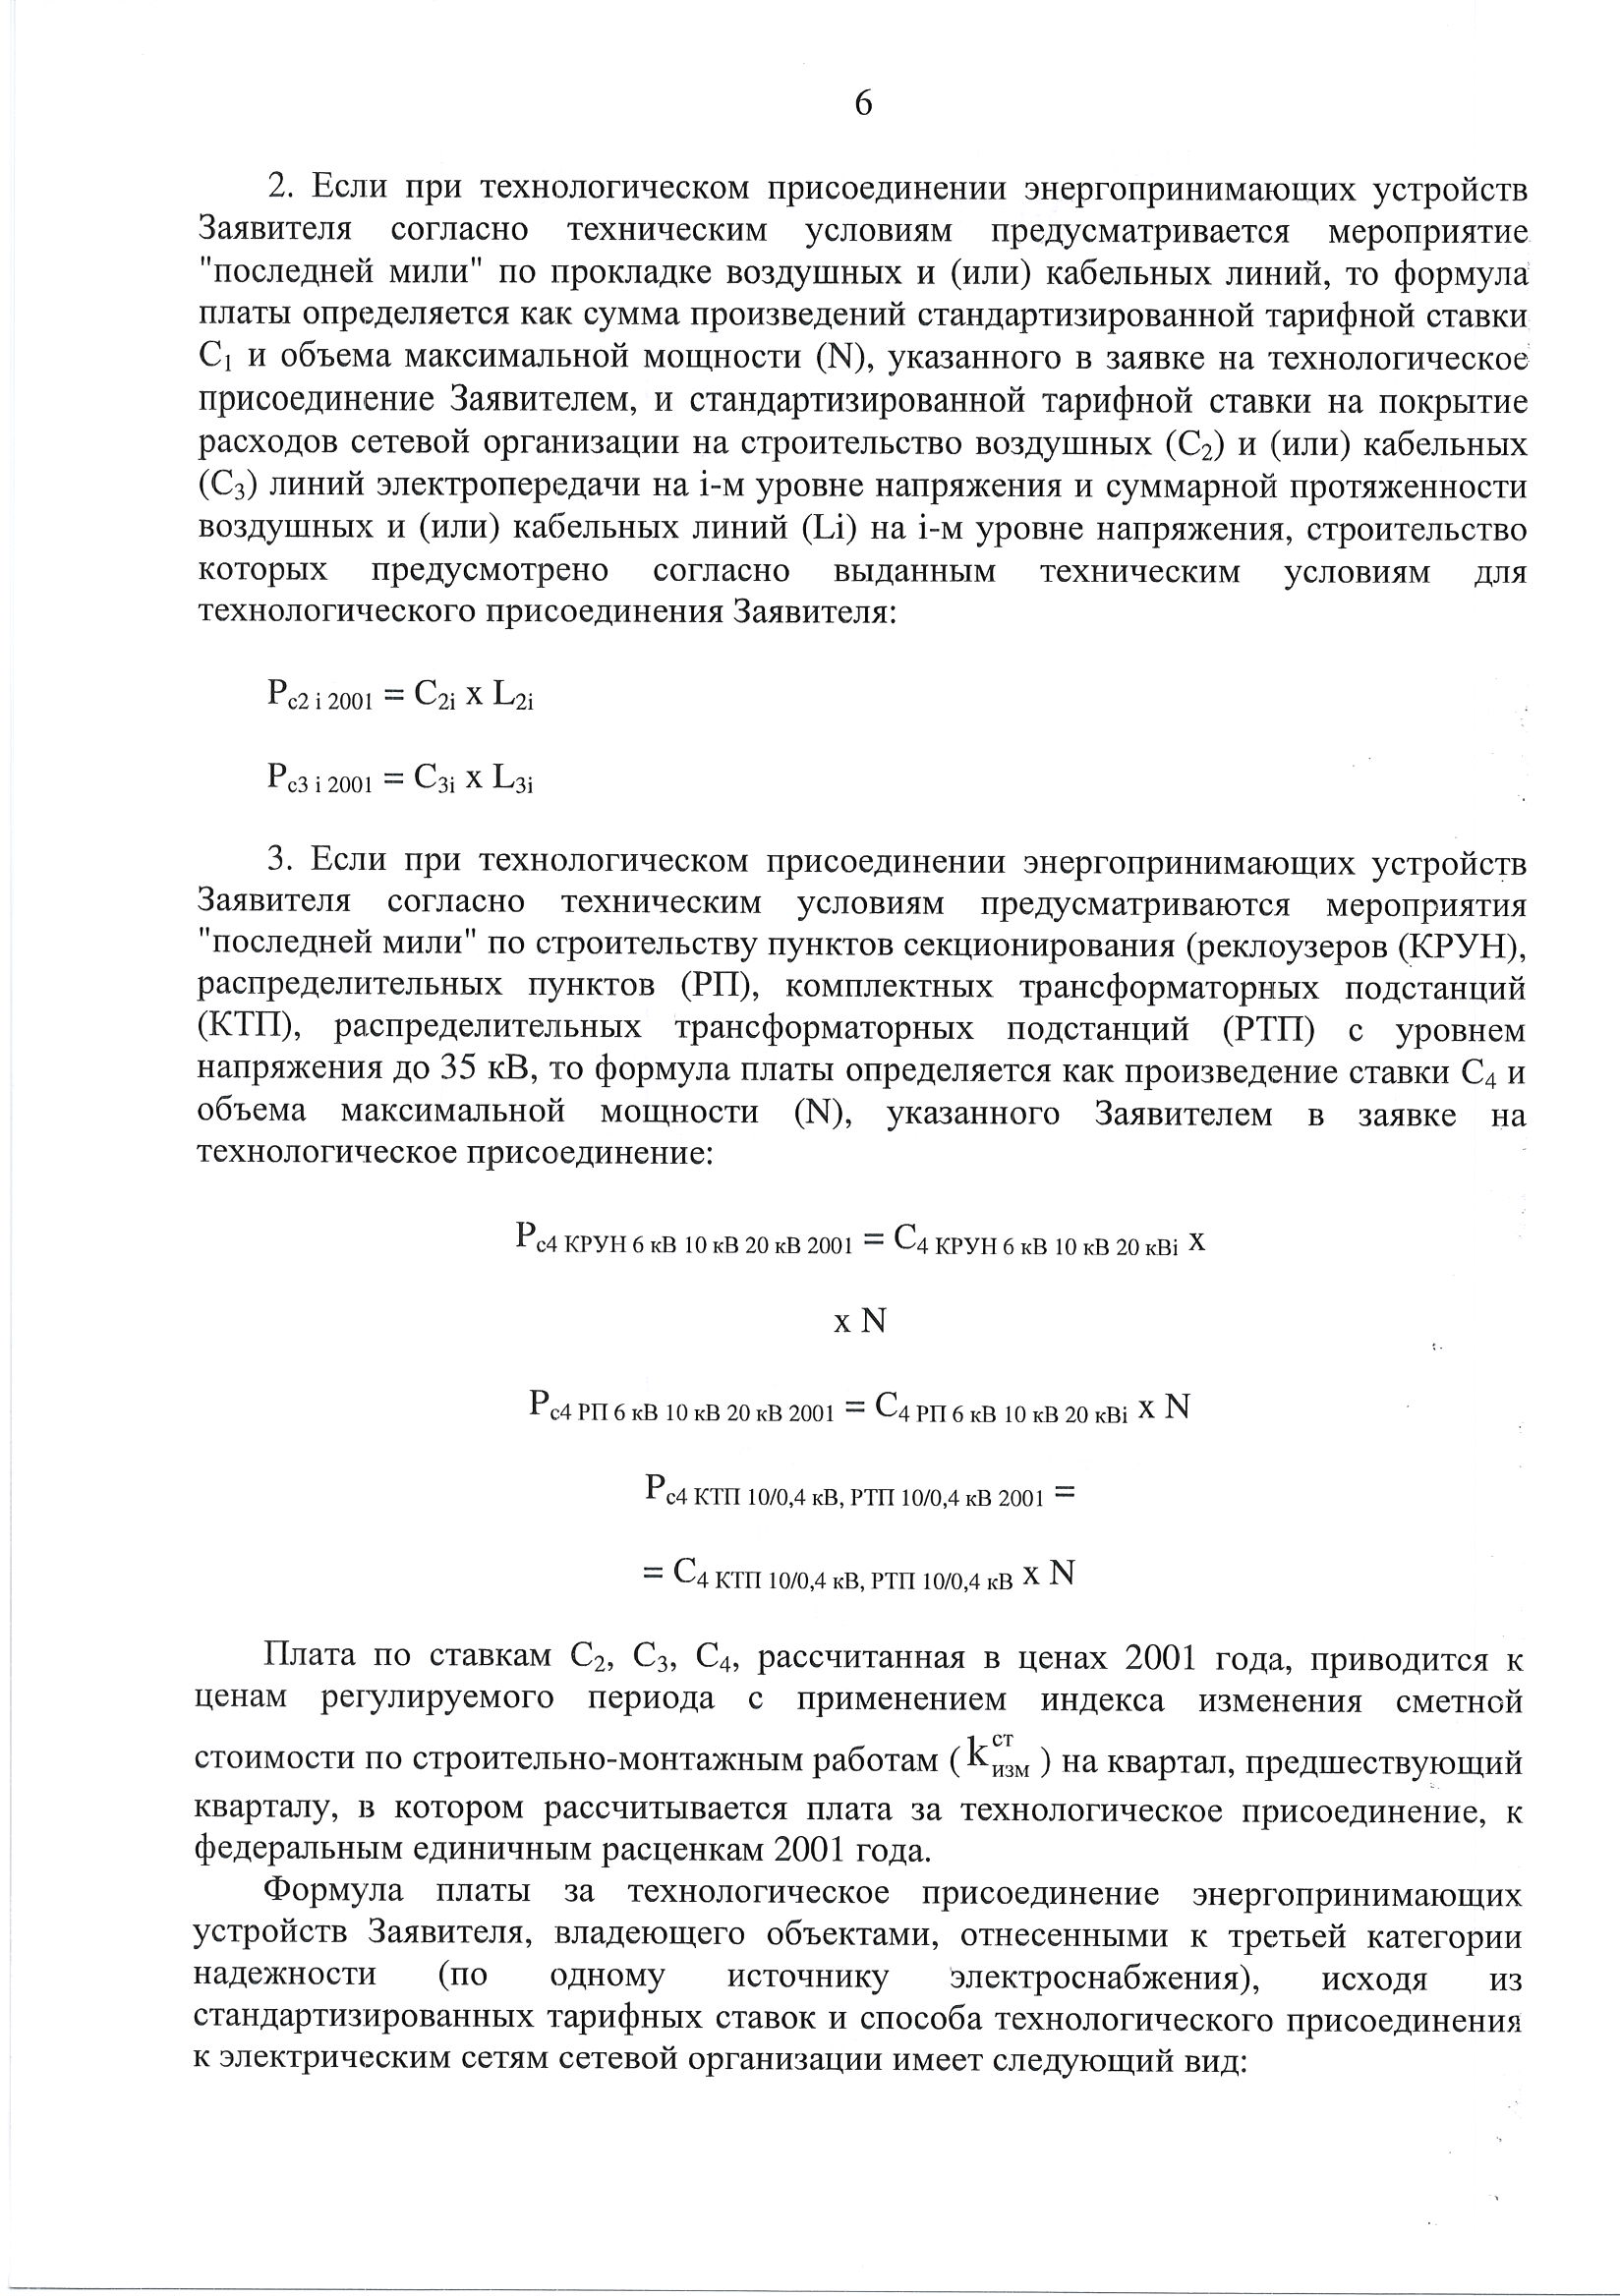 6
2. Если при технологическом присоединении энергопринимающих устройств
Заявителя согласно техническим условиям предусматривается мероприятие
"последней мили" по прокладке воздушных и (или) кабельных линий, то формула
платы определяется как сумма произведений стандартизированной тарифной ставки
C₁ и объема максимальной мощности (N), указанного в заявке на технологическое
присоединение Заявителем, и стандартизированной тарифной ставки на покрытие
расходов сетевой организации на строительство воздушных (C₂) и (или) кабельных
(C₃) линий электропередачи на i-м уровне напряжения и суммарной протяженности
воздушных и (или) кабельных линий (Li) на i-м уровне напряжения, строительство
которых предусмотрено согласно выданным техническим условиям для
технологического присоединения Заявителя:
Pс2 i 2001 = C2i x L2i
Pс3 i 2001 = C3i x L3i
3. Если при технологическом присоединении энергопринимающих устройств
Заявителя согласно техническим условиям предусматриваются мероприятия
"последней мили" по строительству пунктов секционирования (реклоузеров (КРУН),
распределительных пунктов (РП), комплектных трансформаторных подстанций
(КТП), распределительных трансформаторных подстанций (РТП) с уровнем
напряжения до 35 кВ, то формула платы определяется как произведение ставки C₄ и
объема максимальной мощности (N), указанного Заявителем в заявке на
технологическое присоединение:
Pс4 КРУН 6 кВ 10 кВ 20 кВ 2001 = C4 КРУН 6 кВ 10 кВ 20 кВi x
x N
Pс4 РП 6 кВ 10 кВ 20 кВ 2001 = C4 РП 6 кВ 10 кВ 20 кВi x N
Pс4 КТП 10/0,4 кВ, РТП 10/0,4 кВ 2001 =
= C4 КТП 10/0,4 кВ, РТП 10/0,4 кВ x N
Плата по ставкам C₂, C₃, C₄, рассчитанная в ценах 2001 года, приводится к
ценам регулируемого периода с применением индекса изменения сметной
стоимости по строительно-монтажным работам ( k ст изм ) на квартал, предшествующий
кварталу, в котором рассчитывается плата за технологическое присоединение, к
федеральным единичным расценкам 2001 года.
Формула платы за технологическое присоединение энергопринимающих
устройств Заявителя, владеющего объектами, отнесенными к третьей категории
надежности (по одному источнику электроснабжения), исходя из
стандартизированных тарифных ставок и способа технологического присоединения
к электрическим сетям сетевой организации имеет следующий вид: